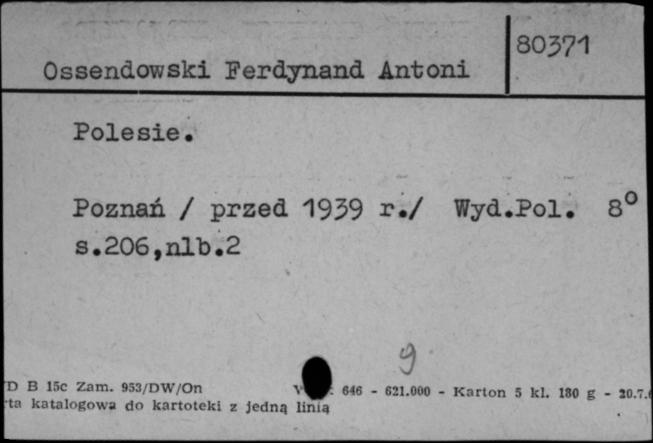 80371
Ossendowski Ferdynand Antoni
Polesie.
Poznań / przed 1939 r./ Wyd.Pol. 8°
s.206,nlb.2
9
D B 15c Zam. 953/DW/On 646 - 621.000 - Karton 5 kl. 180 g - 20.7.
ta katalogowa do kartoteki z jedną linią